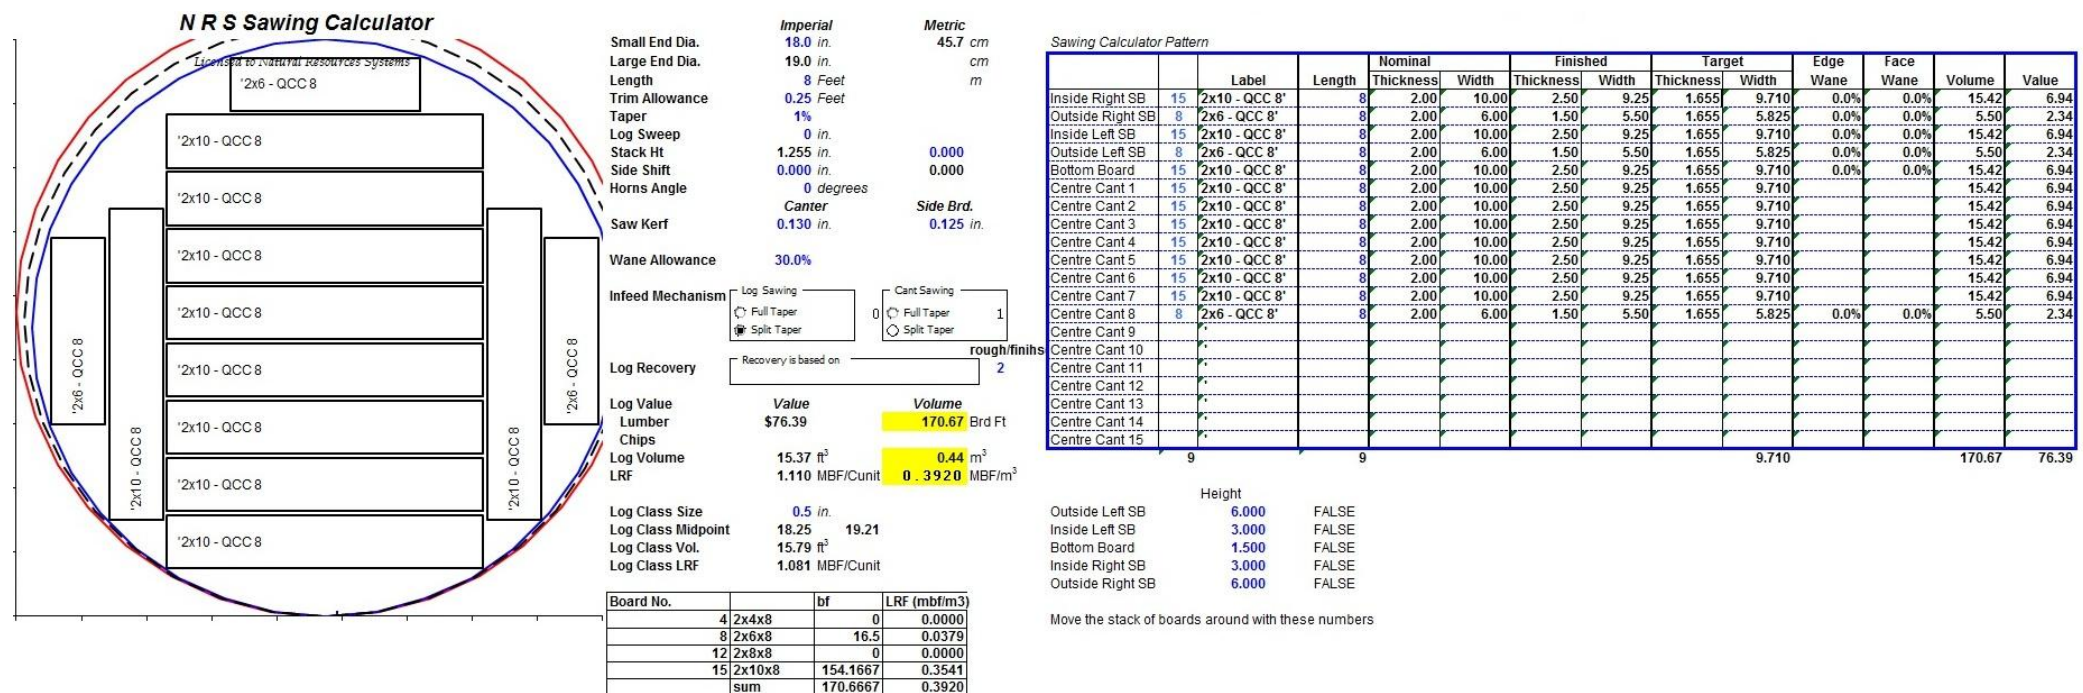 N R S Sawing Calculator
Licensed to Natural Resources Systems
'2x6 - QCC 8
'2x10 - QCC 8
'2x10 - QCC 8
'2x10 - QCC 8
'2x10 - QCC 8
'2x10 - QCC 8
'2x10 - QCC 8
'2x10 - QCC 8
'2x10 - QCC 8
'2x6 - QCC 8
'2x10 - QCC 8
'2x10 - QCC 8
'2x6 - QCC 8
Imperial Metric
Small End Dia. 18.0 in. 45.7 cm
Large End Dia. 19.0 in. cm
Length 8 Feet m
Trim Allowance 0.25 Feet
Taper 1%
Log Sweep 0 in.
Stack Ht 1.255 in. 0.000
Side Shift 0.000 in. 0.000
Horns Angle 0 degrees
Canter Side Brd.
Saw Kerf 0.130 in. 0.125 in.
Wane Allowance 30.0%
Infeed Mechanism Log Sawing Cant Sawing
Full Taper 0 Full Taper 1
Split Taper Split Taper
rough/finihs
Log Recovery Recovery is based on 2
Log Value Value Volume
Lumber $76.39 170.67 Brd Ft
Chips
Log Volume 15.37 ft³ 0.44 m³
LRF 1.110 MBF/Cunit 0.3920 MBF/m³
Log Class Size 0.5 in.
Log Class Midpoint 18.25 19.21
Log Class Vol. 15.79 ft³
Log Class LRF 1.081 MBF/Cunit
Board No. bf LRF (mbf/m3)
4 2x4x8 0 0.0000
8 2x6x8 16.5 0.0379
12 2x8x8 0 0.0000
15 2x10x8 154.1667 0.3541
sum 170.6667 0.3920
Sawing Calculator Pattern
Nominal Finished Target Edge Face
Label Length Thickness Width Thickness Width Thickness Width Wane Wane Volume Value
Inside Right SB 15 2x10 - QCC 8' 8 2.00 10.00 2.50 9.25 1.655 9.710 0.0% 0.0% 15.42 6.94
Outside Right SB 8 2x6 - QCC 8' 8 2.00 6.00 1.50 5.50 1.655 5.825 0.0% 0.0% 5.50 2.34
Inside Left SB 15 2x10 - QCC 8' 8 2.00 10.00 2.50 9.25 1.655 9.710 0.0% 0.0% 15.42 6.94
Outside Left SB 8 2x6 - QCC 8' 8 2.00 6.00 1.50 5.50 1.655 5.825 0.0% 0.0% 5.50 2.34
Bottom Board 15 2x10 - QCC 8' 8 2.00 10.00 2.50 9.25 1.655 9.710 0.0% 0.0% 15.42 6.94
Centre Cant 1 15 2x10 - QCC 8' 8 2.00 10.00 2.50 9.25 1.655 9.710 15.42 6.94
Centre Cant 2 15 2x10 - QCC 8' 8 2.00 10.00 2.50 9.25 1.655 9.710 15.42 6.94
Centre Cant 3 15 2x10 - QCC 8' 8 2.00 10.00 2.50 9.25 1.655 9.710 15.42 6.94
Centre Cant 4 15 2x10 - QCC 8' 8 2.00 10.00 2.50 9.25 1.655 9.710 15.42 6.94
Centre Cant 5 15 2x10 - QCC 8' 8 2.00 10.00 2.50 9.25 1.655 9.710 15.42 6.94
Centre Cant 6 15 2x10 - QCC 8' 8 2.00 10.00 2.50 9.25 1.655 9.710 15.42 6.94
Centre Cant 7 15 2x10 - QCC 8' 8 2.00 10.00 2.50 9.25 1.655 9.710 15.42 6.94
Centre Cant 8 8 2x6 - QCC 8' 8 2.00 6.00 1.50 5.50 1.655 5.825 0.0% 0.0% 5.50 2.34
Centre Cant 9 '
Centre Cant 10 '
Centre Cant 11 '
Centre Cant 12 '
Centre Cant 13 '
Centre Cant 14 '
Centre Cant 15 '
9 9 9.710 170.67 76.39
Height
Outside Left SB 6.000 FALSE
Inside Left SB 3.000 FALSE
Bottom Board 1.500 FALSE
Inside Right SB 3.000 FALSE
Outside Right SB 6.000 FALSE
Move the stack of boards around with these numbers